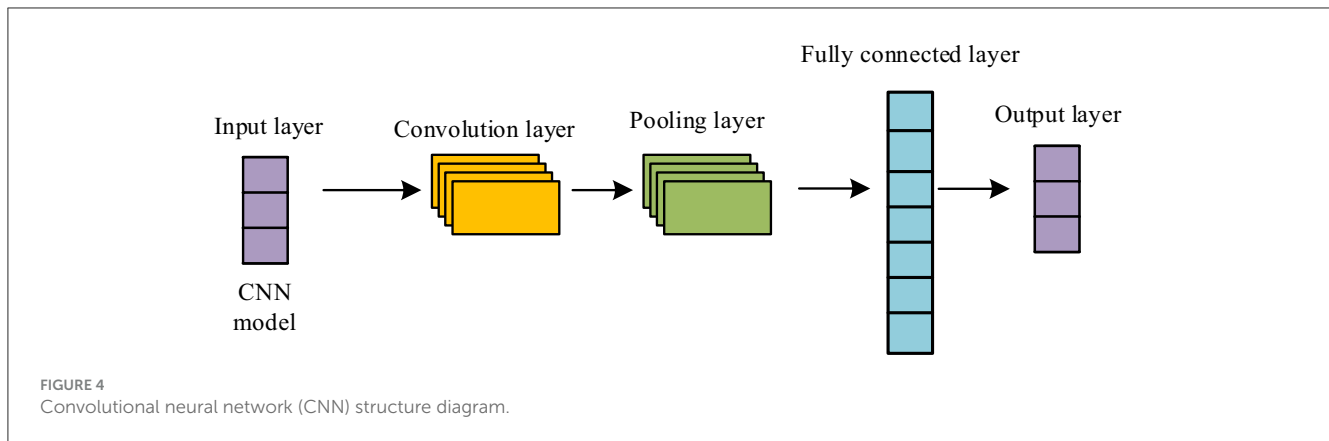 Fully connected layer
Input layer
Convolution layer
Pooling layer
Output layer
CNN
model
FIGURE 4
Convolutional neural network (CNN) structure diagram.